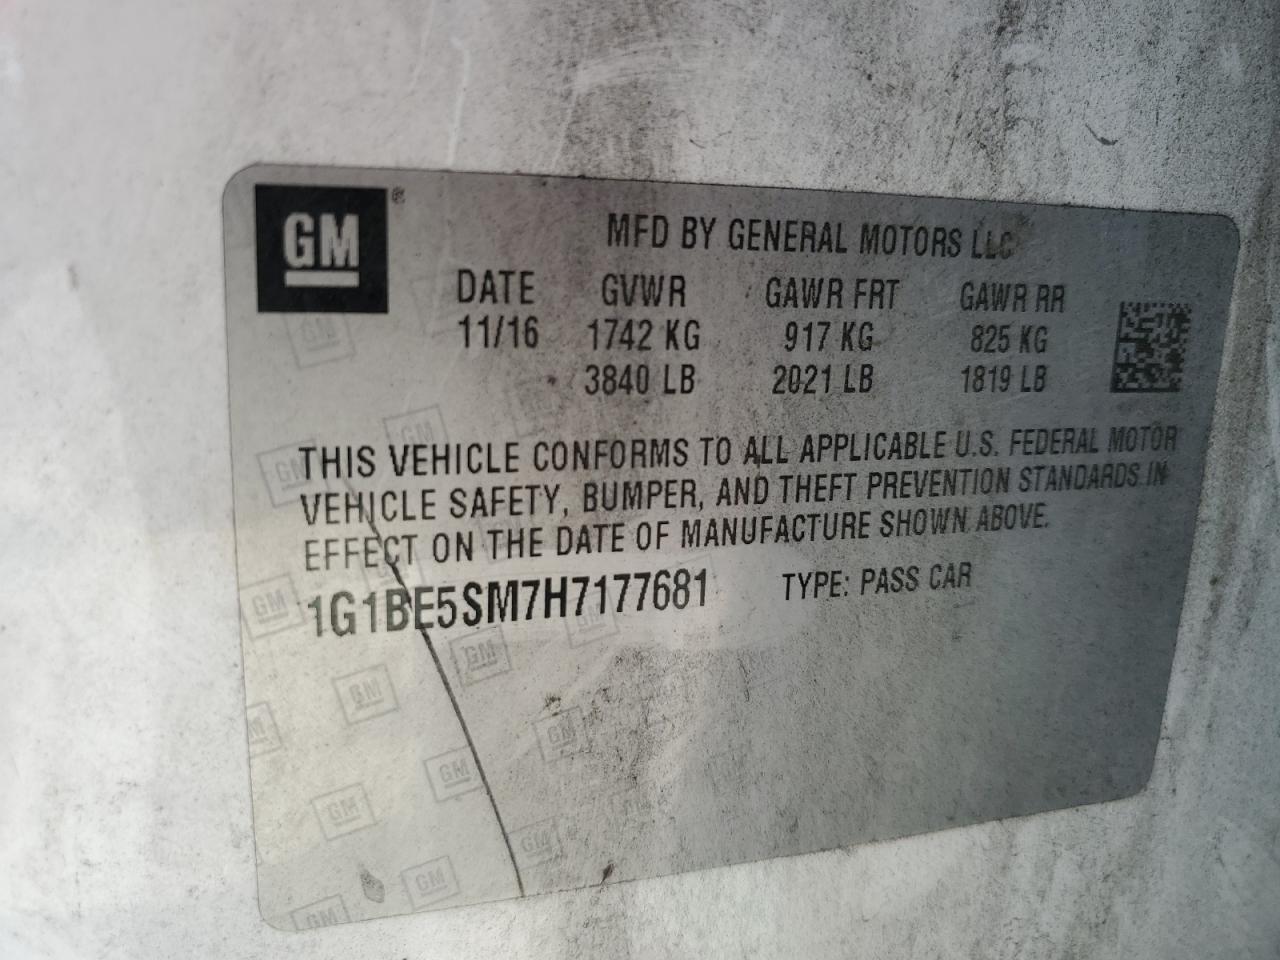 GM®
MFD BY GENERAL MOTORS LLC
DATE GVWR GAWR FRT GAWR RR
11/16 1742 KG 917 KG 825 KG
3840 LB 2021 LB 1819 LB
THIS VEHICLE CONFORMS TO ALL APPLICABLE U.S. FEDERAL MOTOR
VEHICLE SAFETY, BUMPER, AND THEFT PREVENTION STANDARDS IN
EFFECT ON THE DATE OF MANUFACTURE SHOWN ABOVE.
1G1BE5SM7H7177681 TYPE: PASS CAR